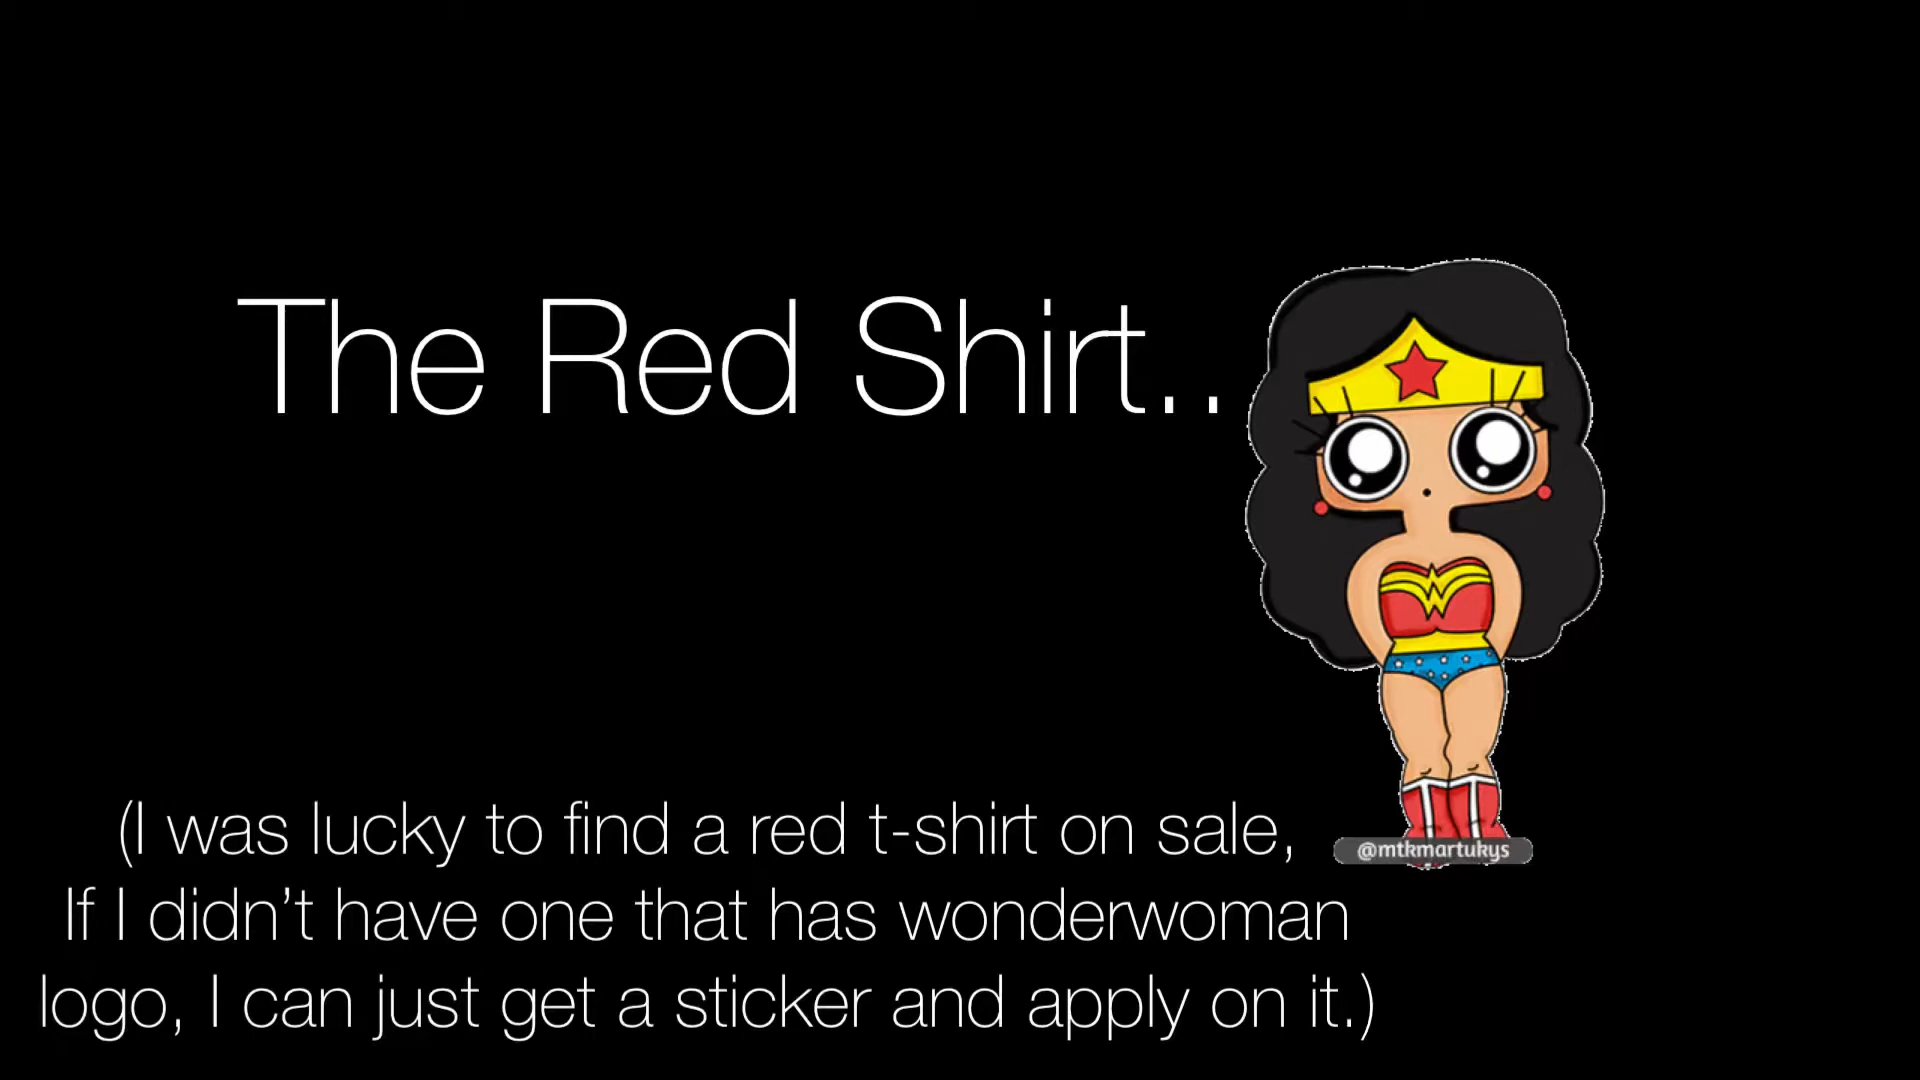 The Red Shirt..
(I was lucky to find a red t-shirt on sale,
If I didn’t have one that has wonderwoman
logo, I can just get a sticker and apply on it.)
@mtkmartukys